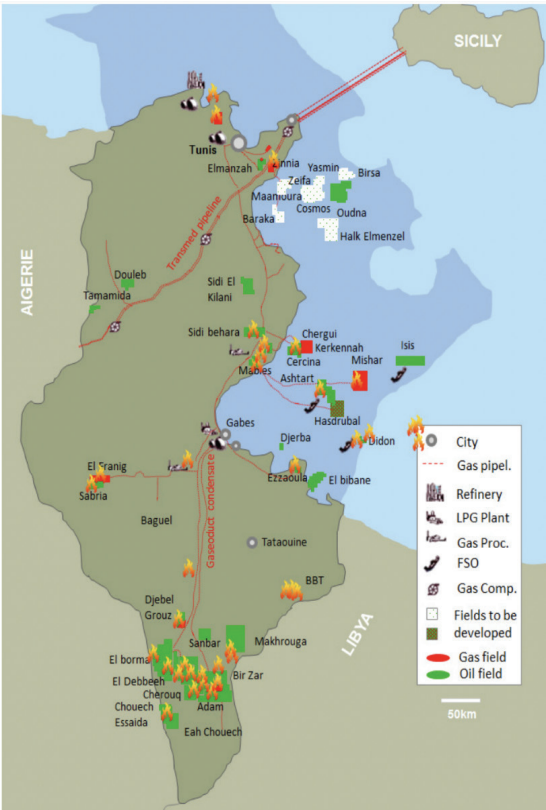 SICILY
Tunis
Elmanzah
Yasmin
Birsa
Zeifa
Maamoura
Cosmos
Oudna
Baraka
Halk Elmenzel
Transmed pipeline
AIGERIE
Douleb
Tamamida
Sidi El
Kilani
Sidi behara
Chergui
Kerkennah
Cercina
Isis
Mishar
Mahres
Ashtart
Hasdrubal
Gabes
Djerba
Didon
El Franig
Sabria
Ezzaoula
El bibane
Baguel
Gaseoduct condensate
Tataouine
BBT
LIBYA
Djebel
Grouz
Sanbar
Makhrouga
El borma
El Debbeeh
Bir Zar
Cherouq
Adam
Chouech
Essaida
Eah Chouech
City
Gas pipel.
Refinery
LPG Plant
Gas Proc.
FSO
Gas Comp.
Fields to be
developed
Gas field
Oil field
50km